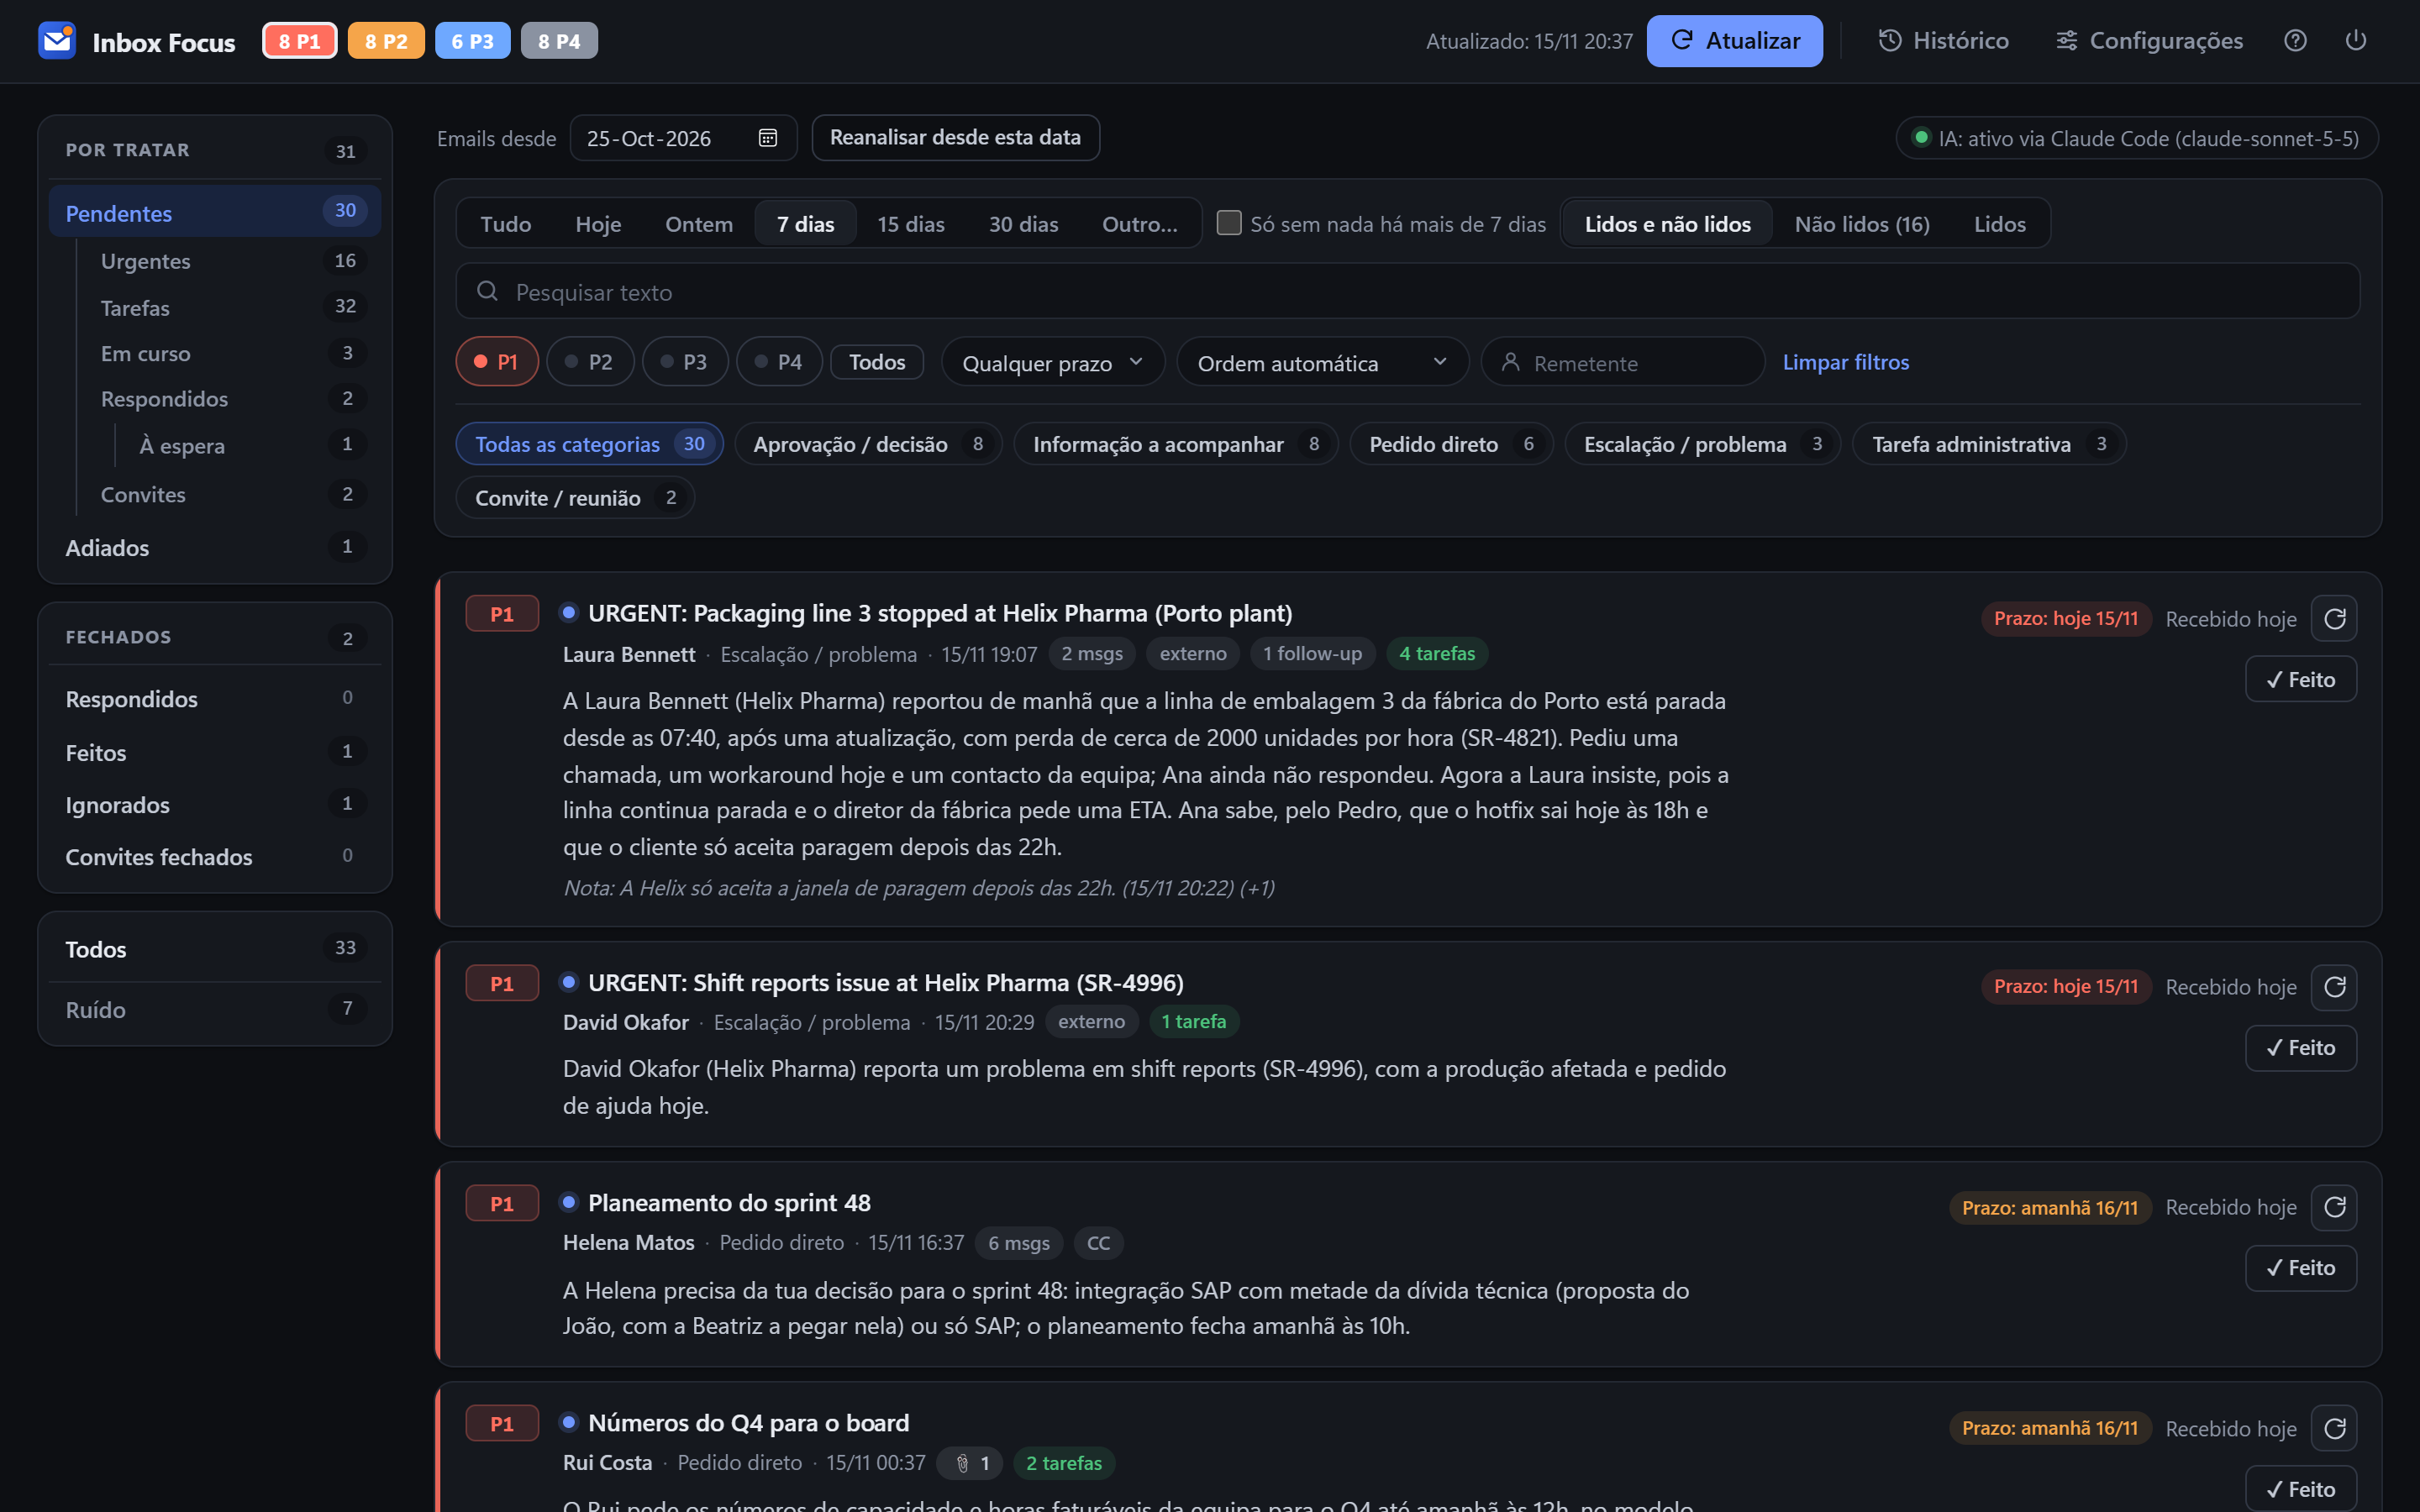 Inbox Focus
8 P1
8 P2
6 P3
8 P4
Atualizado: 15/11 20:37
Atualizar
Histórico
Configurações
POR TRATAR 31
Pendentes 30
Urgentes 16
Tarefas 32
Em curso 3
Respondidos 2
À espera 1
Convites 2
Adiados 1
FECHADOS 2
Respondidos 0
Feitos 1
Ignorados 1
Convites fechados 0
Todos 33
Ruído 7
Emails desde 25-Oct-2026 Reanalisar desde esta data
IA: ativo via Claude Code (claude-sonnet-5-5)
Tudo Hoje Ontem 7 dias 15 dias 30 dias Outro... Só sem nada há mais de 7 dias Lidos e não lidos Não lidos (16) Lidos
Pesquisar texto
P1 P2 P3 P4 Todos Qualquer prazo Ordem automática Remetente Limpar filtros
Todas as categorias 30 Aprovação / decisão 8 Informação a acompanhar 8 Pedido direto 6 Escalação / problema 3 Tarefa administrativa 3
Convite / reunião 2
P1 URGENT: Packaging line 3 stopped at Helix Pharma (Porto plant) Prazo: hoje 15/11 Recebido hoje
Laura Bennett · Escalação / problema · 15/11 19:07 2 msgs externo 1 follow-up 4 tarefas
✓ Feito
A Laura Bennett (Helix Pharma) reportou de manhã que a linha de embalagem 3 da fábrica do Porto está parada
desde as 07:40, após uma atualização, com perda de cerca de 2000 unidades por hora (SR-4821). Pediu uma
chamada, um workaround hoje e um contacto da equipa; Ana ainda não respondeu. Agora a Laura insiste, pois a
linha continua parada e o diretor da fábrica pede uma ETA. Ana sabe, pelo Pedro, que o hotfix sai hoje às 18h e
que o cliente só aceita paragem depois das 22h.
Nota: A Helix só aceita a janela de paragem depois das 22h. (15/11 20:22) (+1)
P1 URGENT: Shift reports issue at Helix Pharma (SR-4996) Prazo: hoje 15/11 Recebido hoje
David Okafor · Escalação / problema · 15/11 20:29 externo 1 tarefa
✓ Feito
David Okafor (Helix Pharma) reporta um problema em shift reports (SR-4996), com a produção afetada e pedido
de ajuda hoje.
P1 Planeamento do sprint 48 Prazo: amanhã 16/11 Recebido hoje
Helena Matos · Pedido direto · 15/11 16:37 6 msgs CC
✓ Feito
A Helena precisa da tua decisão para o sprint 48: integração SAP com metade da dívida técnica (proposta do
João, com a Beatriz a pegar nela) ou só SAP; o planeamento fecha amanhã às 10h.
P1 Números do Q4 para o board Prazo: amanhã 16/11 Recebido hoje
Rui Costa · Pedido direto · 15/11 00:37 1 2 tarefas
✓ Feito
O Rui pede os números de capacidade e horas faturáveis da equipa para o Q4 até amanhã às 12h, no modelo